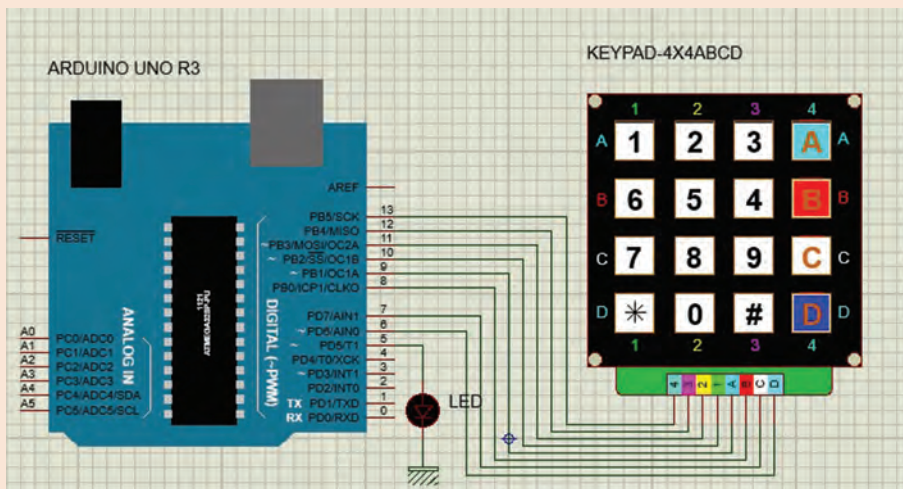 ARDUINO UNO R3
KEYPAD-4X4ABCD
1 2 3 4
A 1 2 3 A A
B 6 5 4 B B
C 7 8 9 C C
D * 0 # D D
1 2 3 4
4 3 2 1 A B C D
AREF
RESET
PB5/SCK 13
PB4/MISO 12
~PB3/MOSI/OC2A 11
~ PB2/SS/OC1B 10
~ PB1/OC1A 9
PB0/ICP1/CLKO 8
PD7/AIN1 7
~ PD6/AIN0 6
~ PD5/T1 5
PD4/T0/XCK 4
~ PD3/INT1 3
PD2/INT0 2
TX PD1/TXD 1
RX PD0/RXD 0
DIGITAL (~PWM)
ANALOG IN
A0 PC0/ADC0
A1 PC1/ADC1
A2 PC2/ADC2
A3 PC3/ADC3
A4 PC4/ADC4/SDA
A5 PC5/ADC5/SCL
1121
LED